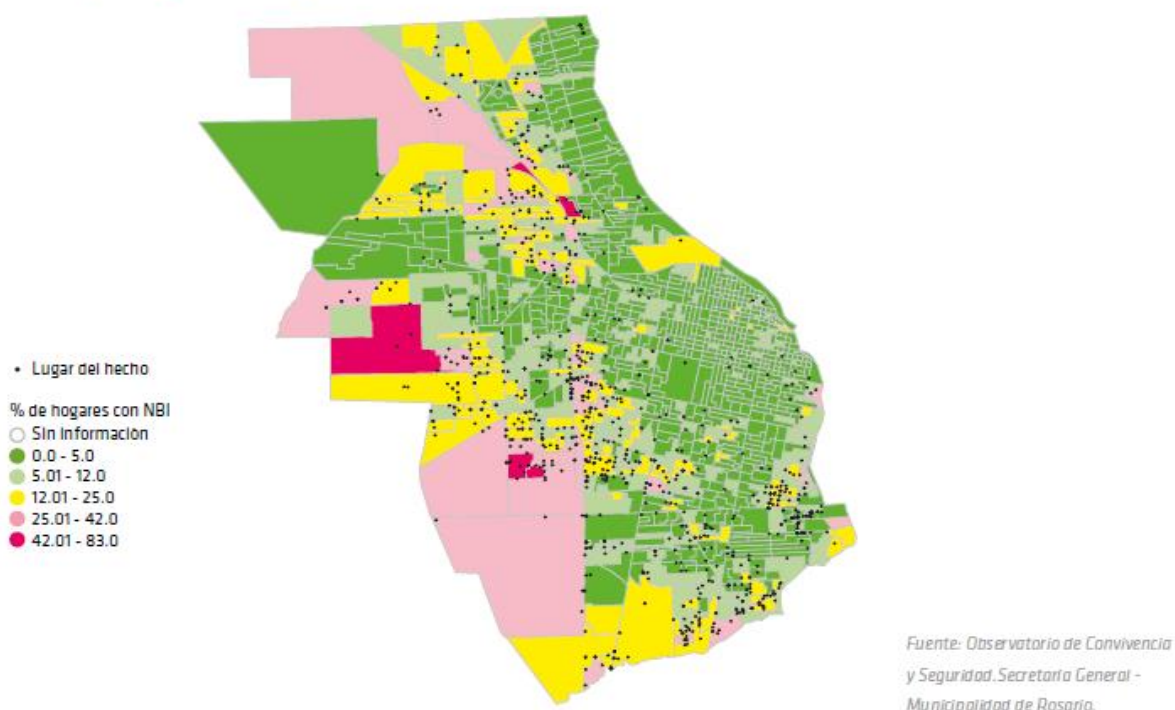 Lugar del hecho
% de hogares con NBI
Sin Información
0.0 - 5.0
5.01 - 12.0
12.01 - 25.0
25.01 - 42.0
42.01 - 83.0
Fuente: Observatorio de Convivencia
y Seguridad.Secretaría General -
Municipalidad de Rosario.